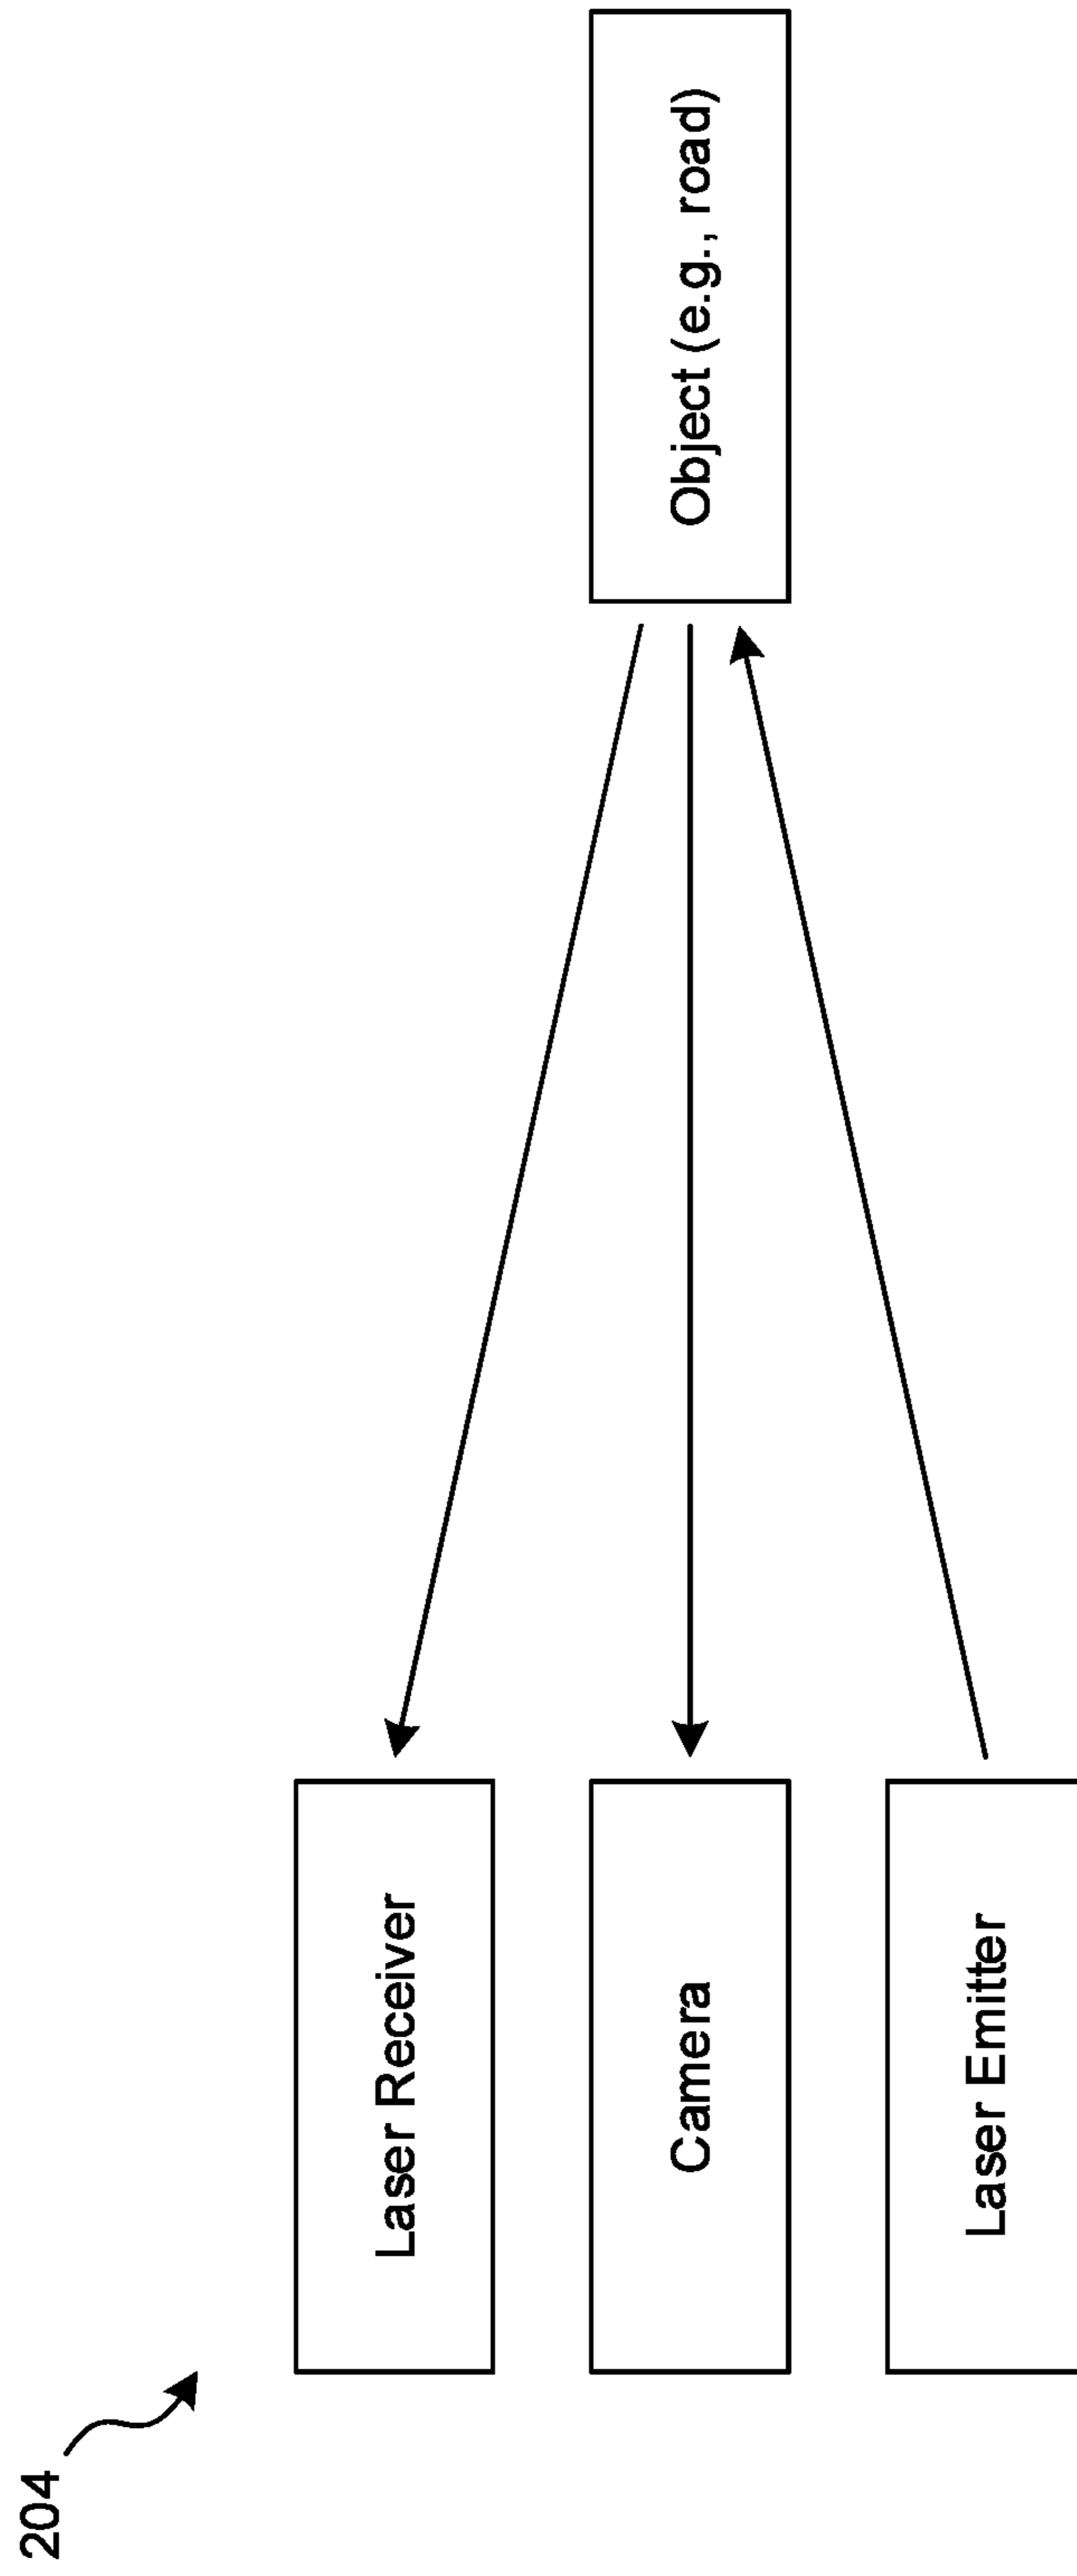 204
Laser Receiver
Camera
Laser Emitter
Object (e.g., road)